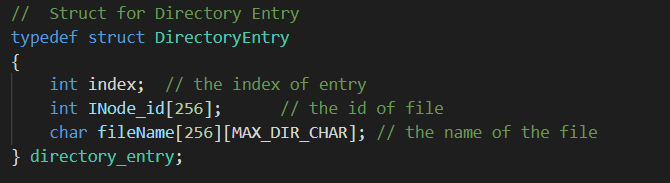 //  Struct for Directory Entry
typedef struct DirectoryEntry
{
    int index;  // the index of entry
    int INode_id[256];      // the id of file
    char fileName[256][MAX_DIR_CHAR]; // the name of the file
} directory_entry;